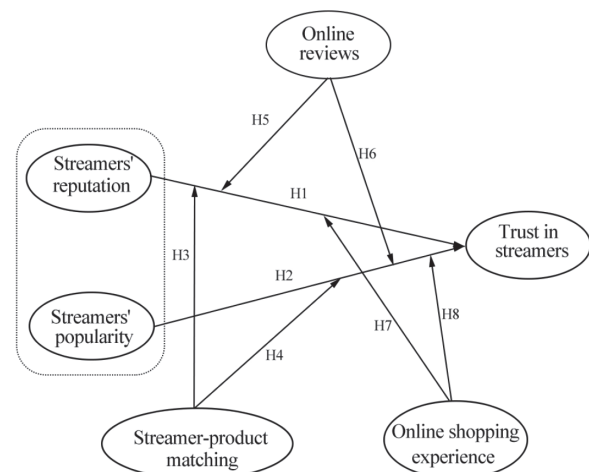 Online
reviews
H5
H6
Streamers'
reputation
H1
Trust in
streamers
H3
H2
Streamers'
popularity
H4
H7
H8
Streamer-product
matching
Online shopping
experience